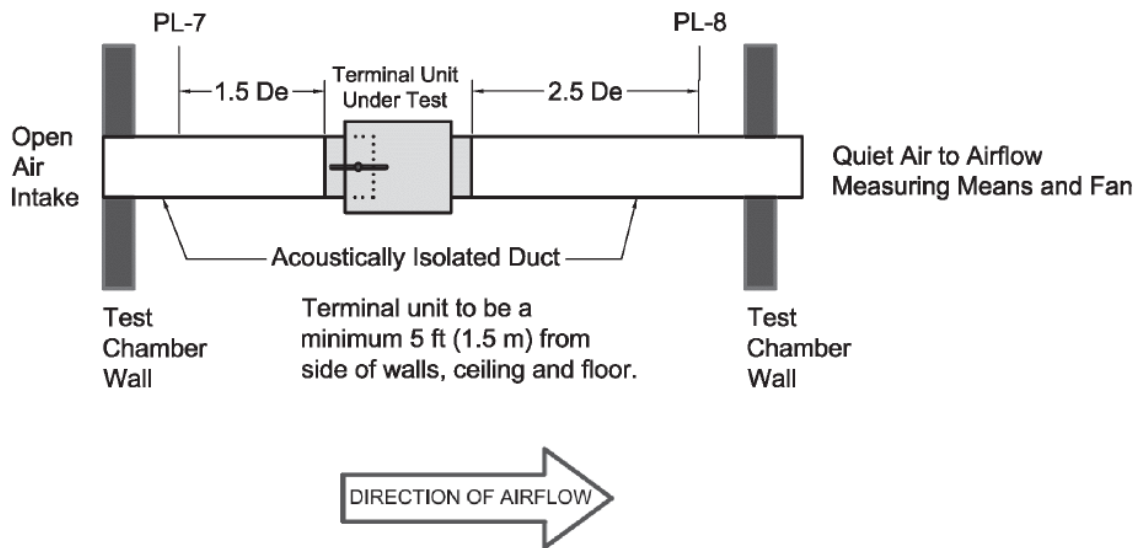 PL-7
PL-8
1.5 De
Terminal Unit
Under Test
2.5 De
Open
Air
Intake
Quiet Air to Airflow
Measuring Means and Fan
Acoustically Isolated Duct
Test
Chamber
Wall
Terminal unit to be a
minimum 5 ft (1.5 m) from
side of walls, ceiling and floor.
Test
Chamber
Wall
DIRECTION OF AIRFLOW